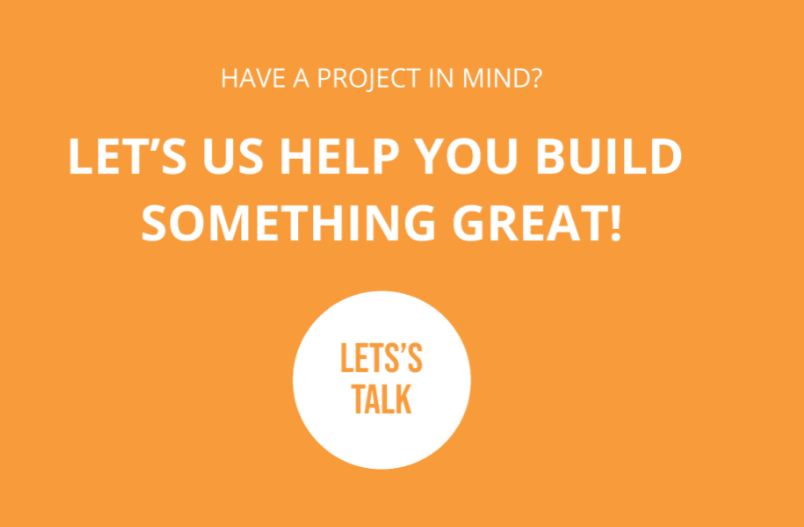 HAVE A PROJECT IN MIND?
LET’S US HELP YOU BUILD
SOMETHING GREAT!
LETS’S
TALK